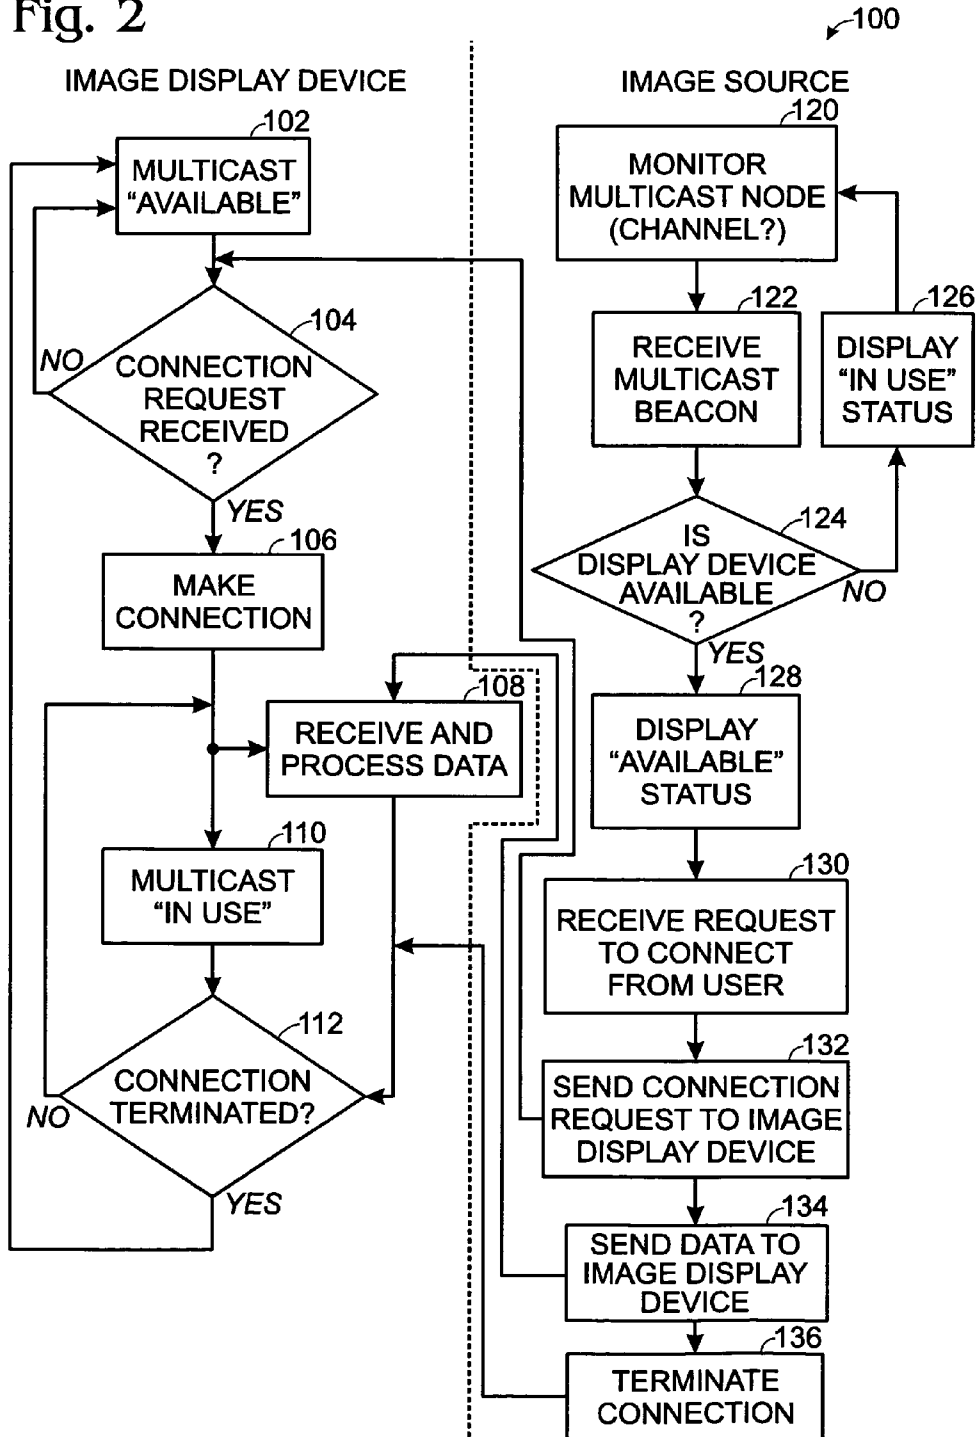 Fig. 2
100
IMAGE DISPLAY DEVICE
102
MULTICAST
“AVAILABLE”
104
CONNECTION
REQUEST
RECEIVED
?
NO
YES
106
MAKE
CONNECTION
108
RECEIVE AND
PROCESS DATA
110
MULTICAST
“IN USE”
112
CONNECTION
TERMINATED?
NO
YES
IMAGE SOURCE
120
MONITOR
MULTICAST NODE
(CHANNEL?)
122
RECEIVE
MULTICAST
BEACON
126
DISPLAY
“IN USE”
STATUS
124
IS
DISPLAY DEVICE
AVAILABLE
?
NO
YES
128
DISPLAY
“AVAILABLE”
STATUS
130
RECEIVE REQUEST
TO CONNECT
FROM USER
132
SEND CONNECTION
REQUEST TO IMAGE
DISPLAY DEVICE
134
SEND DATA TO
IMAGE DISPLAY
DEVICE
136
TERMINATE
CONNECTION